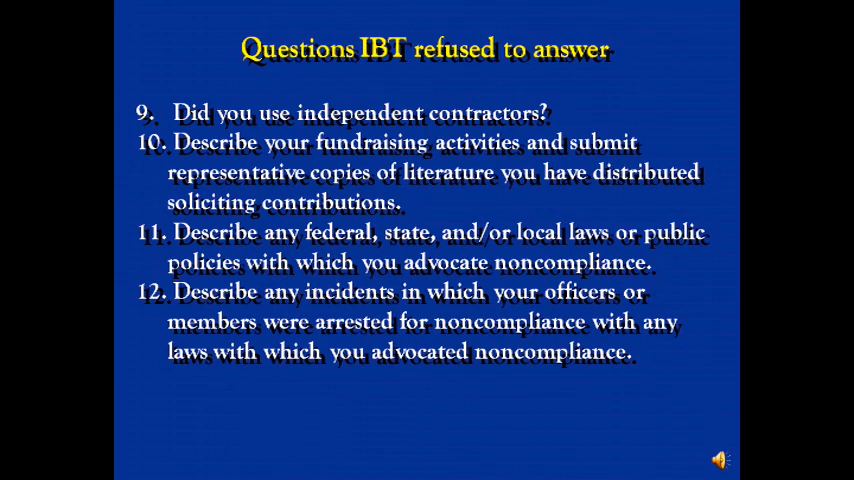 Questions IBT refused to answer
9. Did you use independent contractors?
10. Describe your fundraising activities and submit
representative copies of literature you have distributed
soliciting contributions.
11. Describe any federal, state, and/or local laws or public
policies with which you advocate noncompliance.
12. Describe any incidents in which your officers or
members were arrested for noncompliance with any
laws with which you advocated noncompliance.